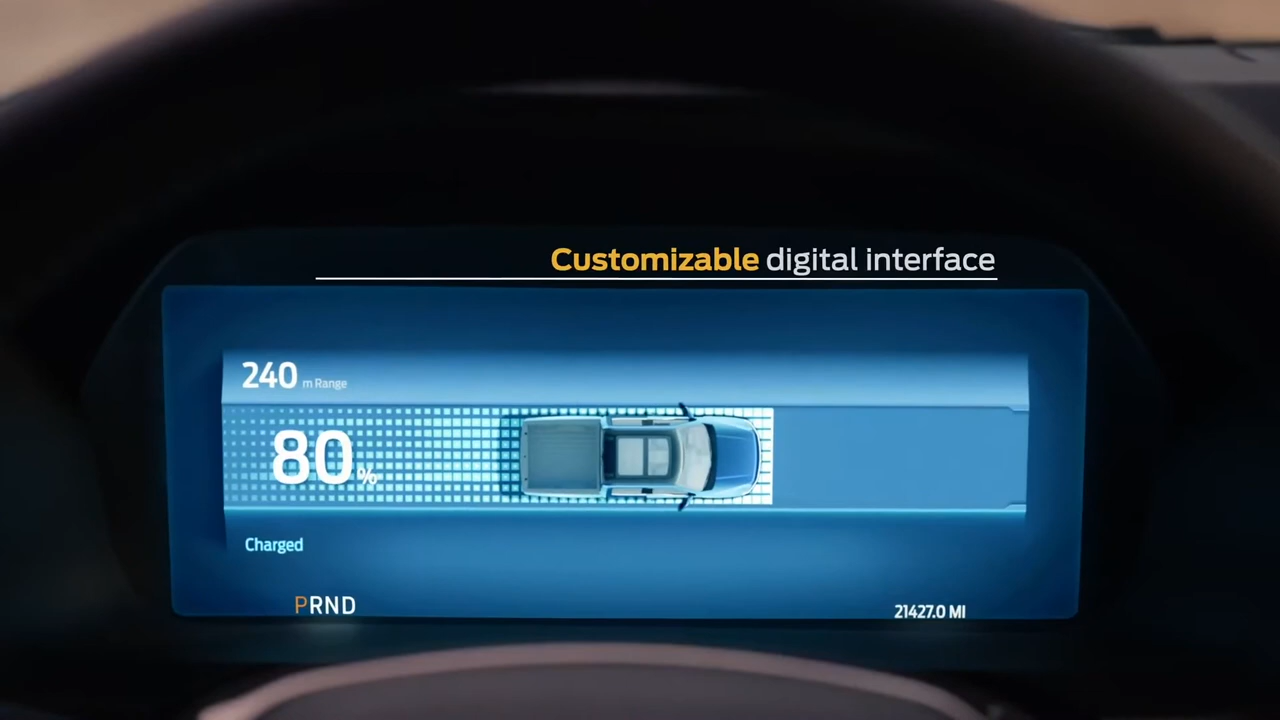 Customizable digital interface
240 m Range
80%
Charged
PRND
21427.0 MI